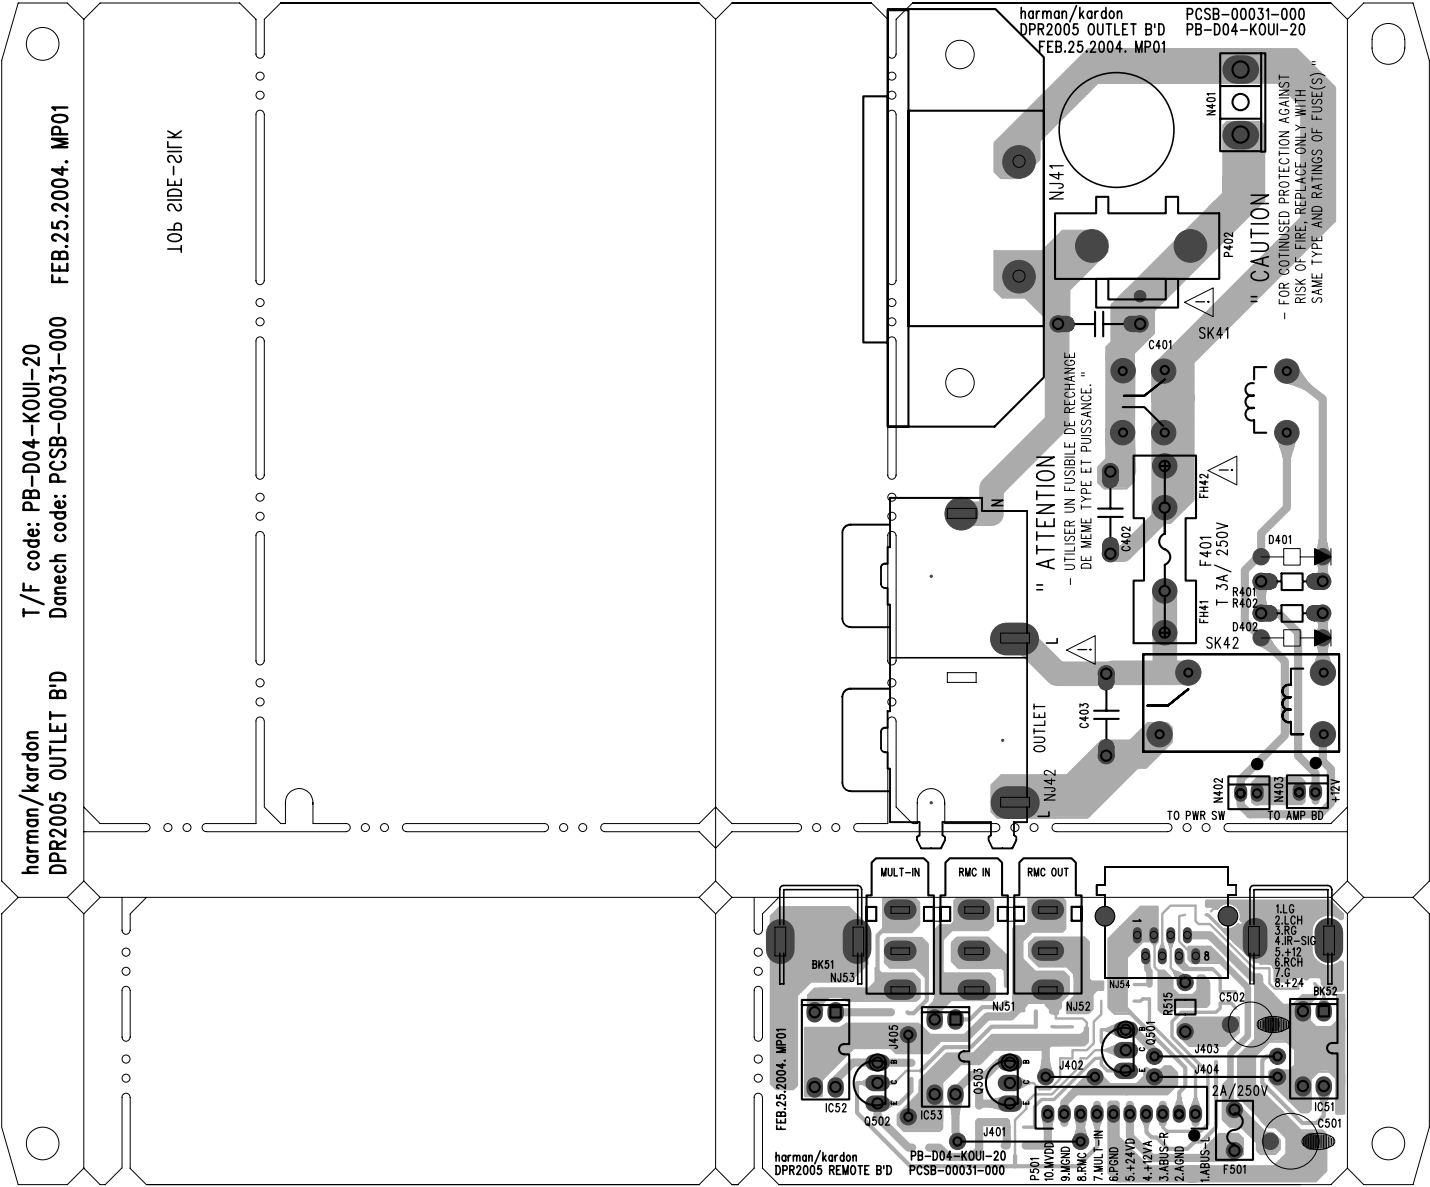 harman/kardon
DPR2005 OUTLET B'D
FEB.25.2004. MP01
PCSB-00031-000
PB-D04-KOUI-20
T/F code: PB-D04-KOUI-20
Danech code: PCSB-00031-000
FEB.25.2004. MP01
harman/kardon
DPR2005 OUTLET B'D
TOP SIDE-SILK
N401
NJ41
P402
" CAUTION "
- FOR COTINUSED PROTECTION AGAINST
RISK OF FIRE, REPLACE ONLY WITH
SAME TYPE AND RATINGS OF FUSE(S)
!
SK41
C401
" ATTENTION "
- UTILISER UN FUSIBILE DE RECHANGE
DE MEME TYPE ET PUISSANCE.
N
C402
FH42
!
F401
T 3A/ 250V
FH41
D401
R401
R402
D402
SK42
L
!
C403
OUTLET
NJ42
L
N402
N403
+12V
TO PWR SW
TO AMP BD
MULT-IN
RMC IN
RMC OUT
1
8
1.LG
2.LCH
3.RG
4.IR-SIG
5.+12
6.RCH
7.G
8.+24
BK51
NJ53
NJ51
NJ52
NJ54
R515
C502
BK52
J405
Q501
B
C
E
J403
J404
J402
FEB.25.2004. MP01
IC52
Q502
B
C
E
IC53
Q503
B
C
E
2A/250V
IC51
C501
J401
F501
P501
10.MVDD
9.MGND
8.RMC
7.MULT-IN
6.PGND
5.+24VD
4.+12VA
3.ABUS-R
2.AGND
1.ABUS-L
harman/kardon
DPR2005 REMOTE B'D
PB-D04-KOUI-20
PCSB-00031-000